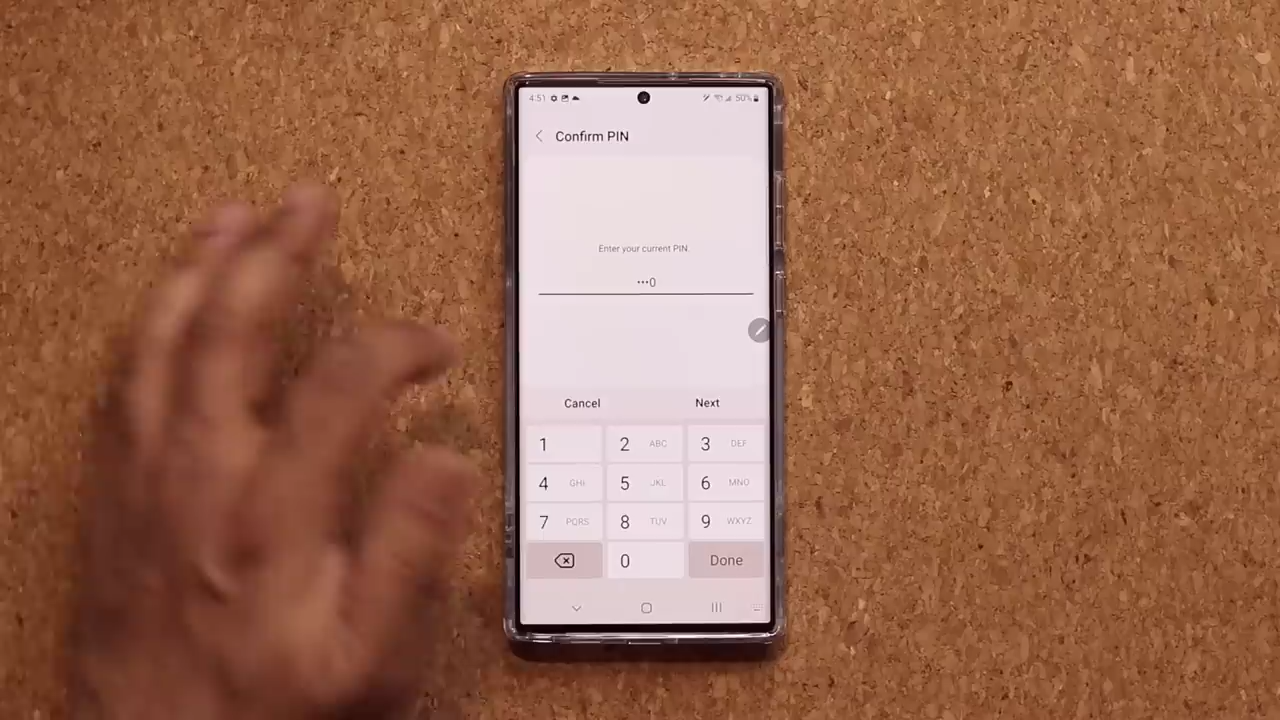 4:51 50%
Confirm PIN
Enter your current PIN.
•••0
Cancel Next
1 2 ABC 3 DEF
4 GHI 5 JKL 6 MNO
7 PQRS 8 TUV 9 WXYZ
0 Done